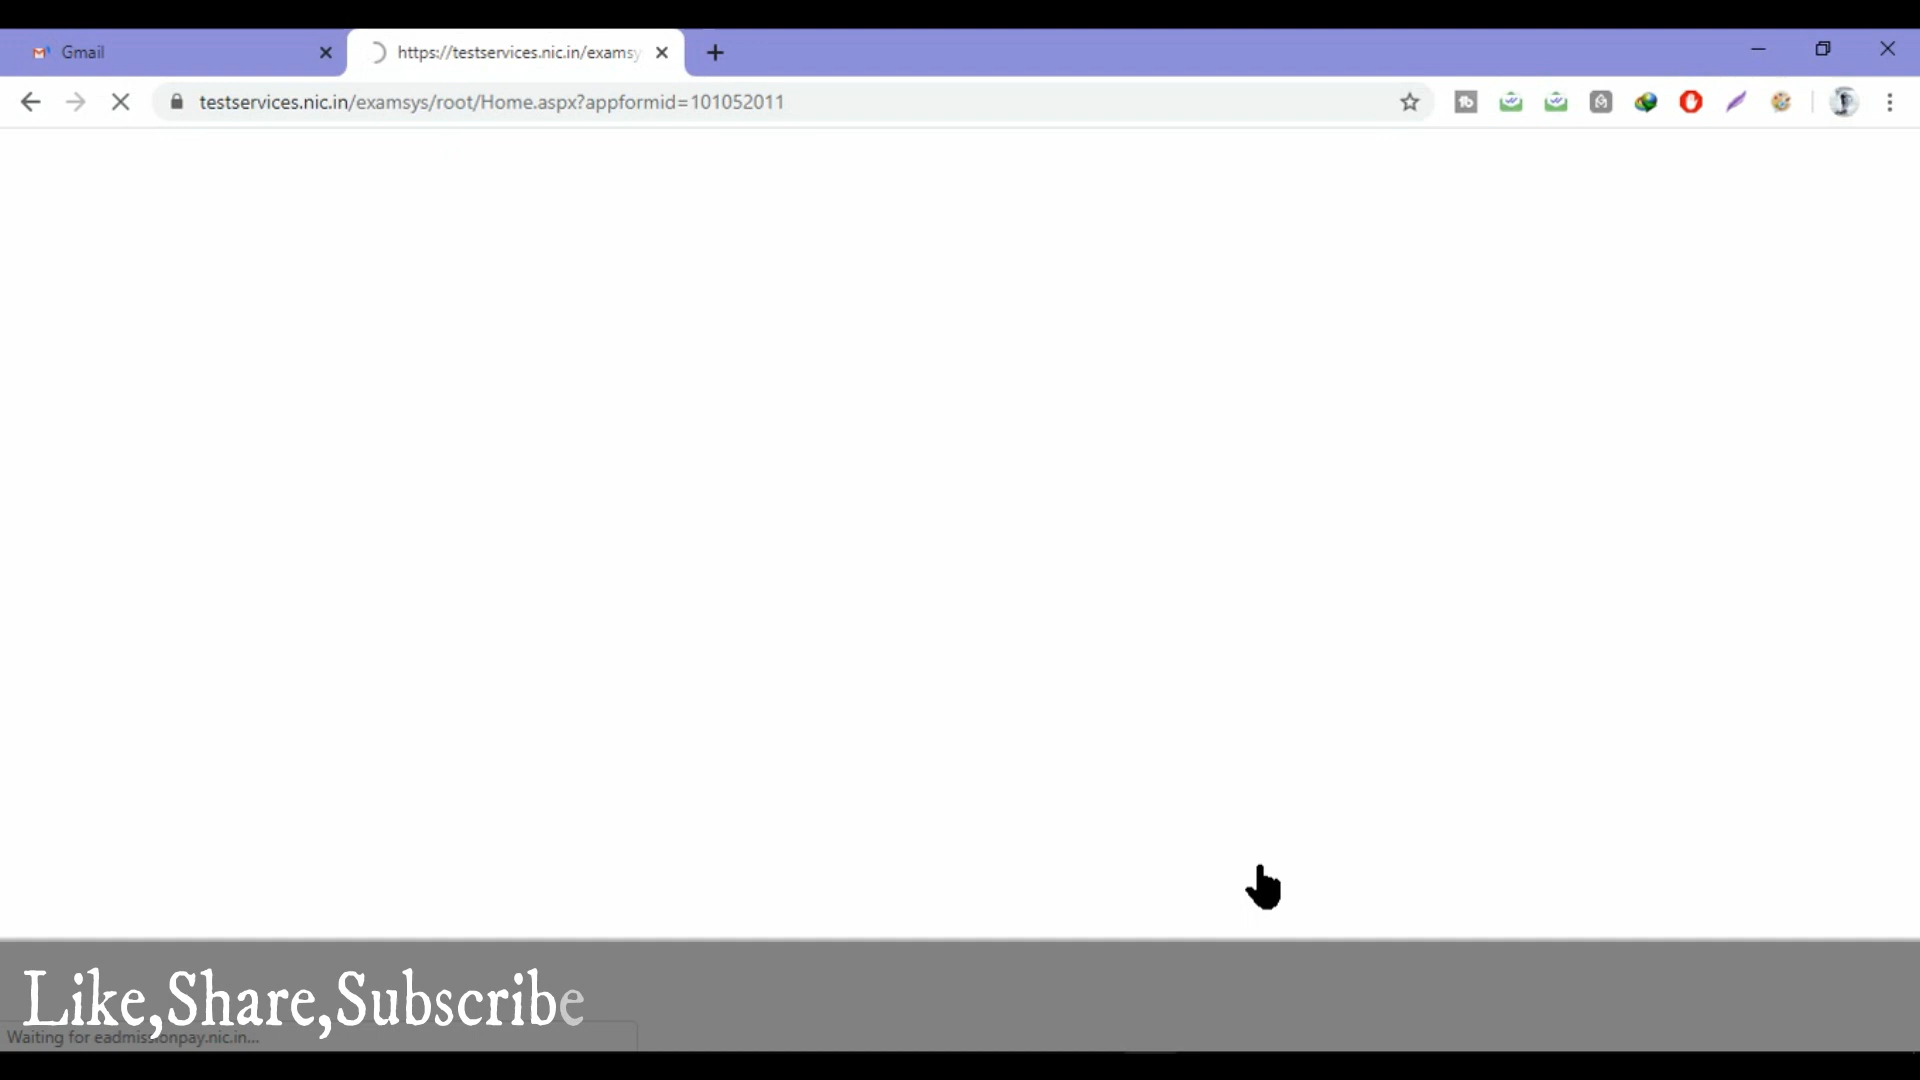 Gmail
https://testservices.nic.in/examsy
testservices.nic.in/examsys/root/Home.aspx?appformid=101052011
Like,Share,Subscribe
Waiting for eadmissionpay.nic.in...